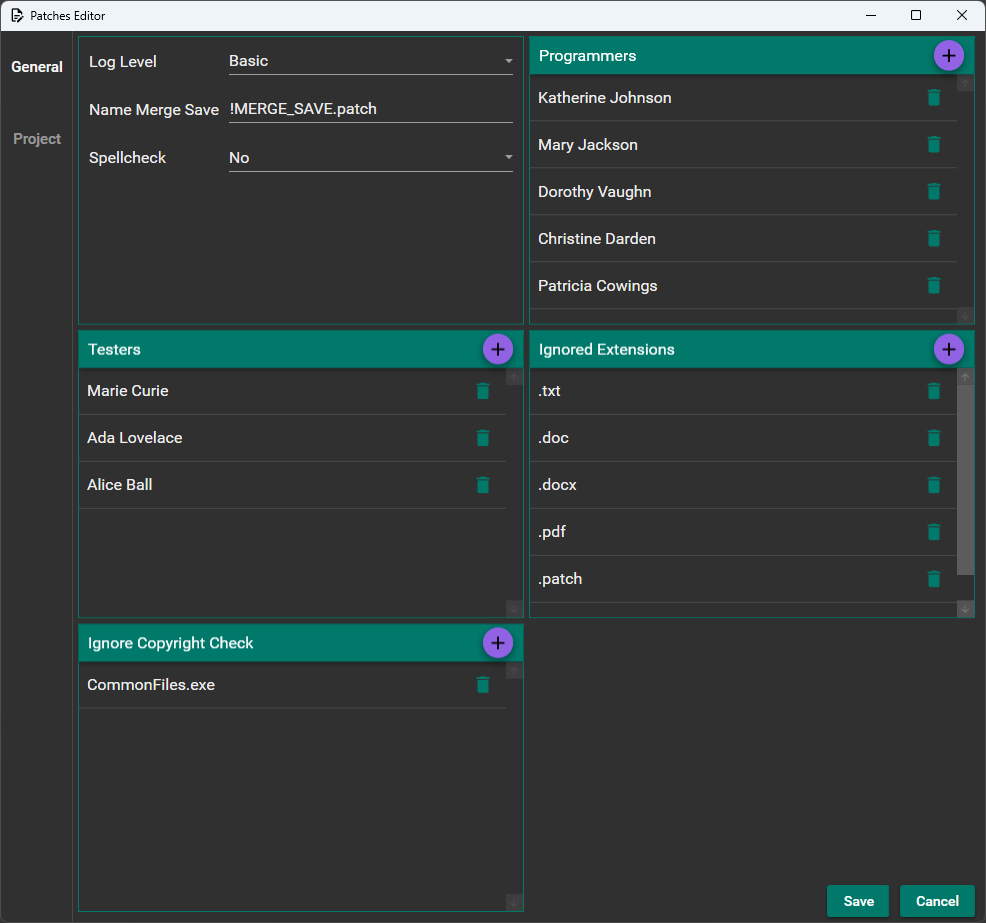 Patches Editor
General
Project
Log Level
Basic
Name Merge Save
!MERGE_SAVE.patch
Spellcheck
No
Programmers
Katherine Johnson
Mary Jackson
Dorothy Vaughn
Christine Darden
Patricia Cowings
Testers
Marie Curie
Ada Lovelace
Alice Ball
Ignored Extensions
.txt
.doc
.docx
.pdf
.patch
Ignore Copyright Check
CommonFiles.exe
Save
Cancel